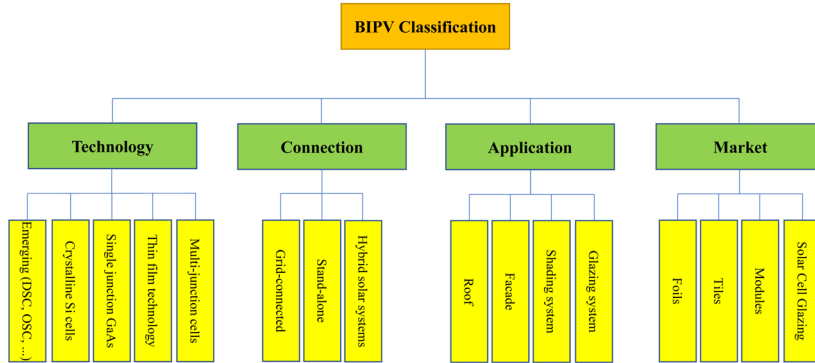 BIPV Classification
Technology
Connection
Application
Market
Emerging (DSC, OSC, ...)
Crystalline Si cells
Single junction GaAs
Thin film technology
Multi-junction cells
Grid-connected
Stand-alone
Hybrid solar systems
Roof
Facade
Shading system
Glazing system
Foils
Tiles
Modules
Solar Cell Glazing